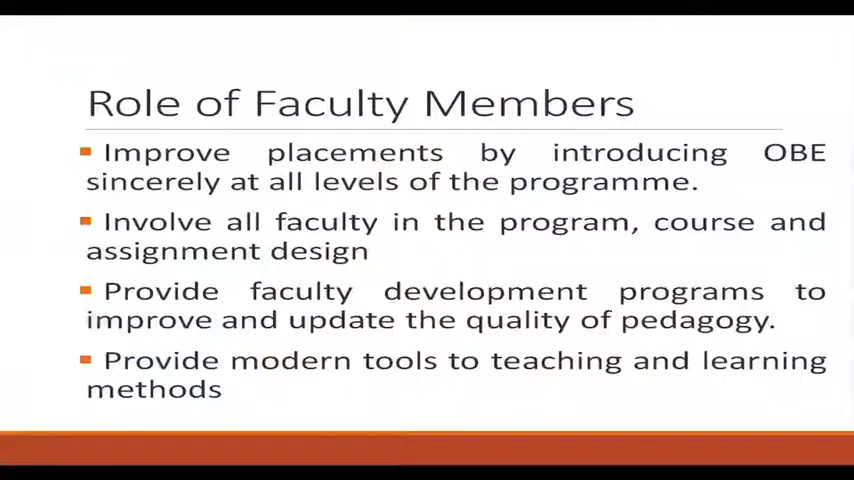 Role of Faculty Members
Improve placements by introducing OBE
sincerely at all levels of the programme.
Involve all faculty in the program, course and
assignment design
Provide faculty development programs to
improve and update the quality of pedagogy.
Provide modern tools to teaching and learning
methods